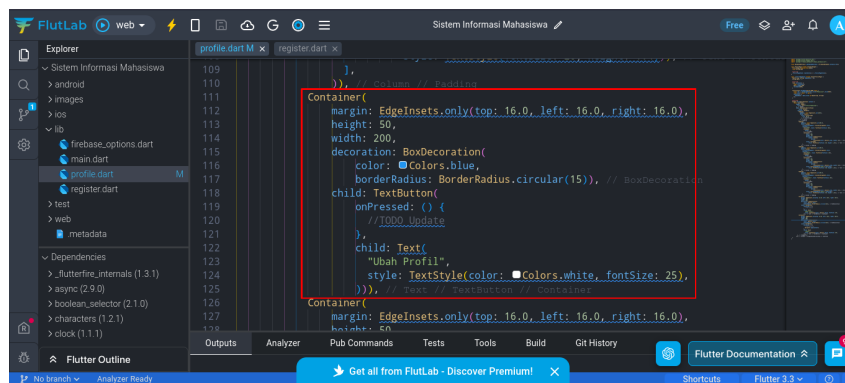 FlutLab web Sistem Informasi Mahasiswa Free A
Explorer
profile.dart M × register.dart ×
Sistem Informasi Mahasiswa
android
images
ios
lib
firebase_options.dart
main.dart
profile.dart M
register.dart
test
web
.metadata
Dependencies
_flutterfire_internals (1.3.1)
async (2.9.0)
boolean_selector (2.1.0)
characters (1.2.1)
clock (1.1.1)
Flutter Outline
109 ],
110 )), // Column // Padding
111 Container(
112 margin: EdgeInsets.only(top: 16.0, left: 16.0, right: 16.0),
113 height: 50,
114 width: 200,
115 decoration: BoxDecoration(
116 color: Colors.blue,
117 borderRadius: BorderRadius.circular(15)), // BoxDecoration
118 child: TextButton(
119 onPressed: () {
120 //TODO Update
121 },
122 child: Text(
123 "Ubah Profil",
124 style: TextStyle(color: Colors.white, fontSize: 25),
125 ))), // Text // TextButton // Container
126 Container(
127 margin: EdgeInsets.only(top: 16.0, left: 16.0, right: 16.0),
128 height: 50
Outputs Analyzer Pub Commands Tests Tools Build Git History
Flutter Documentation
Get all from FlutLab - Discover Premium! ×
No branch Analyzer Ready Shortcuts Flutter 3.3